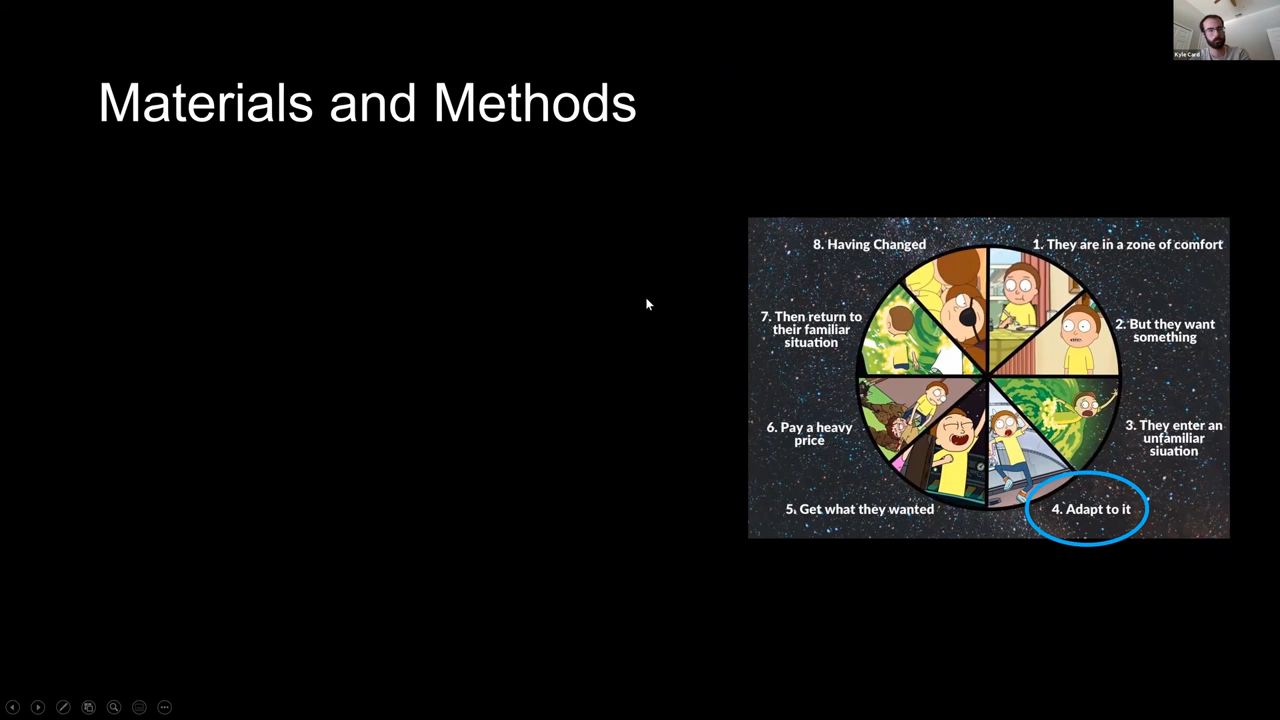 Kyle Card
Materials and Methods
8. Having Changed
1. They are in a zone of comfort
7. Then return to
their familiar
situation
2. But they want
something
6. Pay a heavy
price
3. They enter an
unfamiliar
siuation
5. Get what they wanted
4. Adapt to it